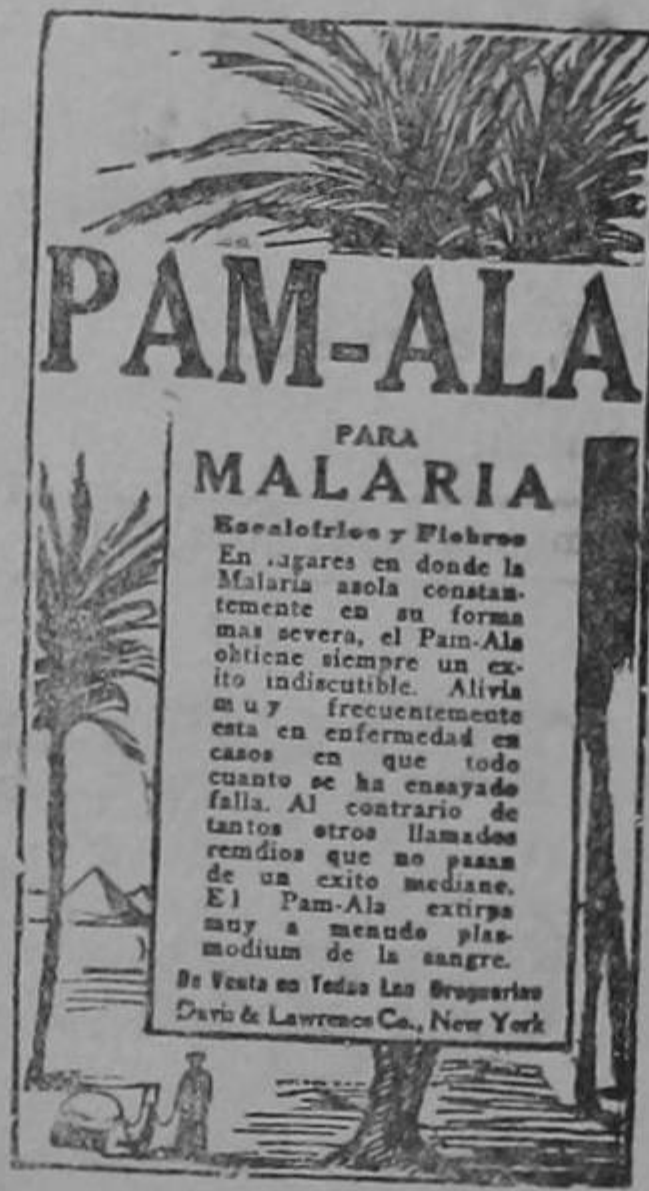 PAM-ALA
PARA
MALARIA
Escalofrios y Fiebres
En lugares en donde la
Malaria asola constan-
temente en su forma
mas severa, el Pam-Ala
obtiene siempre un ex-
ito indiscutible. Alivia
muy frecuentemente
esta en enfermedad en
casos en que todo
cuanto se ha ensayado
falla. Al contrario de
tantos otros llamados
remdios que no pasan
de un exito mediane.
El Pam-Ala extirpa
muy a menudo plas-
modium de la sangre.
De Venta en Todas Las Droguerias
Davis & Lawrence Co., New York